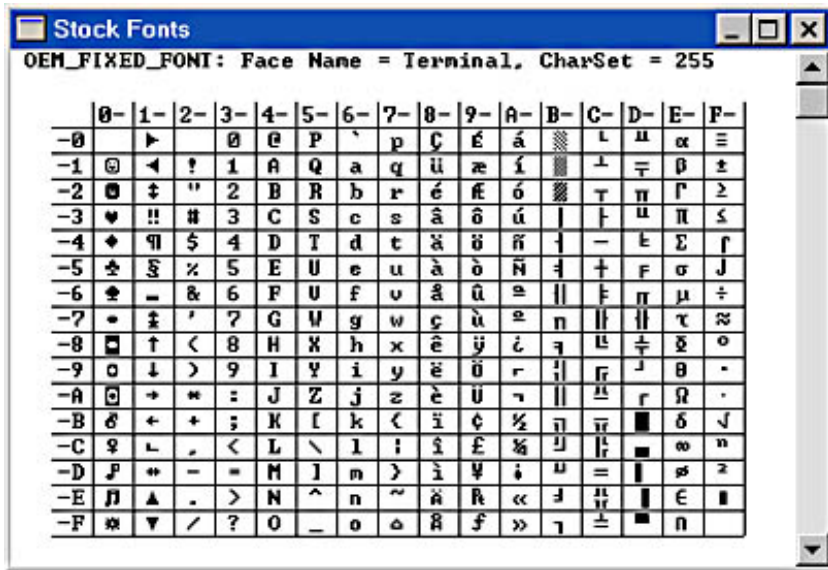 Stock Fonts
OEM_FIXED_FONT: Face Name = Terminal, CharSet = 255
0- 1- 2- 3- 4- 5- 6- 7- 8- 9- A- B- C- D- E- F-
-0 ► 0 @ P ` p Ç É á ░ └ ╨ α ≡
-1 ☺ ◄ ! 1 A Q a q ü æ í ▒ ┴ ╤ β ±
-2 ☻ ↕ " 2 B R b r é Æ ó ▓ ┬ ╥ Γ ≥
-3 ♥ ‼ # 3 C S c s â ô ú │ ├ ╙ π ≤
-4 ♦ ¶ $ 4 D T d t ä ö ñ ┤ ─ ╘ Σ ⌠
-5 ♣ § % 5 E U e u à ò Ñ ╡ ┼ ╒ σ ⌡
-6 ♠ ▬ & 6 F V f v å û ª ╢ ╞ ╓ µ ÷
-7 • ↨ ' 7 G W g w ç ù º ╖ ╟ ╫ τ ≈
-8 ◘ ↑ ( 8 H X h x ê ÿ ¿ ╕ ╚ ╪ Φ °
-9 ○ ↓ ) 9 I Y i y ë Ö ⌐ ╣ ╔ ┘ θ ∙
-A ◙ → * : J Z j z è Ü ¬ ║ ╩ ┌ Ω ·
-B ♂ ← + ; K [ k { ï ¢ ½ ╗ ╦ █ δ √
-C ♀ ∟ , < L \ l | î £ ¼ ╝ ╠ ▄ ∞ ⁿ
-D ♪ ↔ - = M ] m } ì ¥ ¡ ╜ ═ ▌ ø ²
-E ♫ ▲ . > N ^ n ~ Ä ₧ « ╛ ╬ ▐ ∈ ■
-F ☼ ▼ / ? O _ o ⌂ Å ƒ » ┐ ╧ ▀ ∩